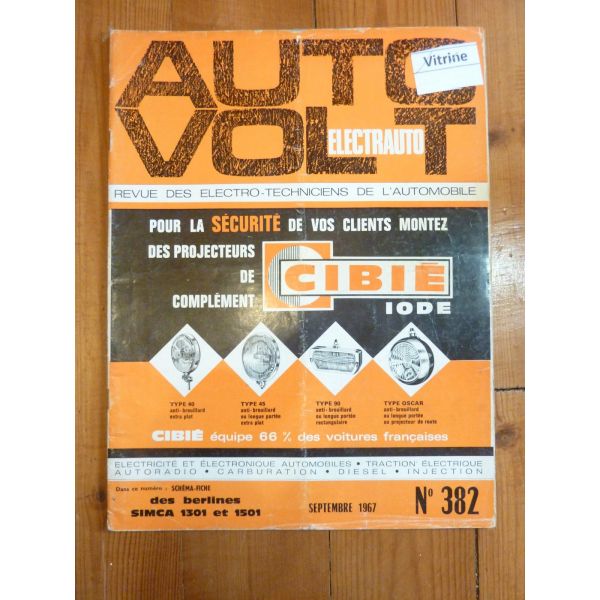 AUTO
Vitrine
VOLT
ELECTRAUTO
REVUE DES ELECTRO-TECHNICIENS DE L'AUTOMOBILE
POUR LA SÉCURITÉ DE VOS CLIENTS MONTEZ
DES PROJECTEURS
DE
COMPLÉMENT
CIBIÉ
IODE
TYPE 40
anti-brouillard
extra plat
TYPE 45
anti-brouillard
ou longue portée
extra plat
TYPE 90
anti-brouillard
ou longue portée
rectangulaire
TYPE OSCAR
anti-brouillard
ou longue portée
ou projecteur de route
CIBIÉ équipe 66 % des voitures françaises
ELECTRICITÉ ET ÉLECTRONIQUE AUTOMOBILES • TRACTION ÉLECTRIQUE
AUTORADIO • CARBURATION • DIESEL • INJECTION
Dans ce numéro : SCHÉMA-FICHE
des berlines
SIMCA 1301 et 1501
SEPTEMBRE 1967
N° 382